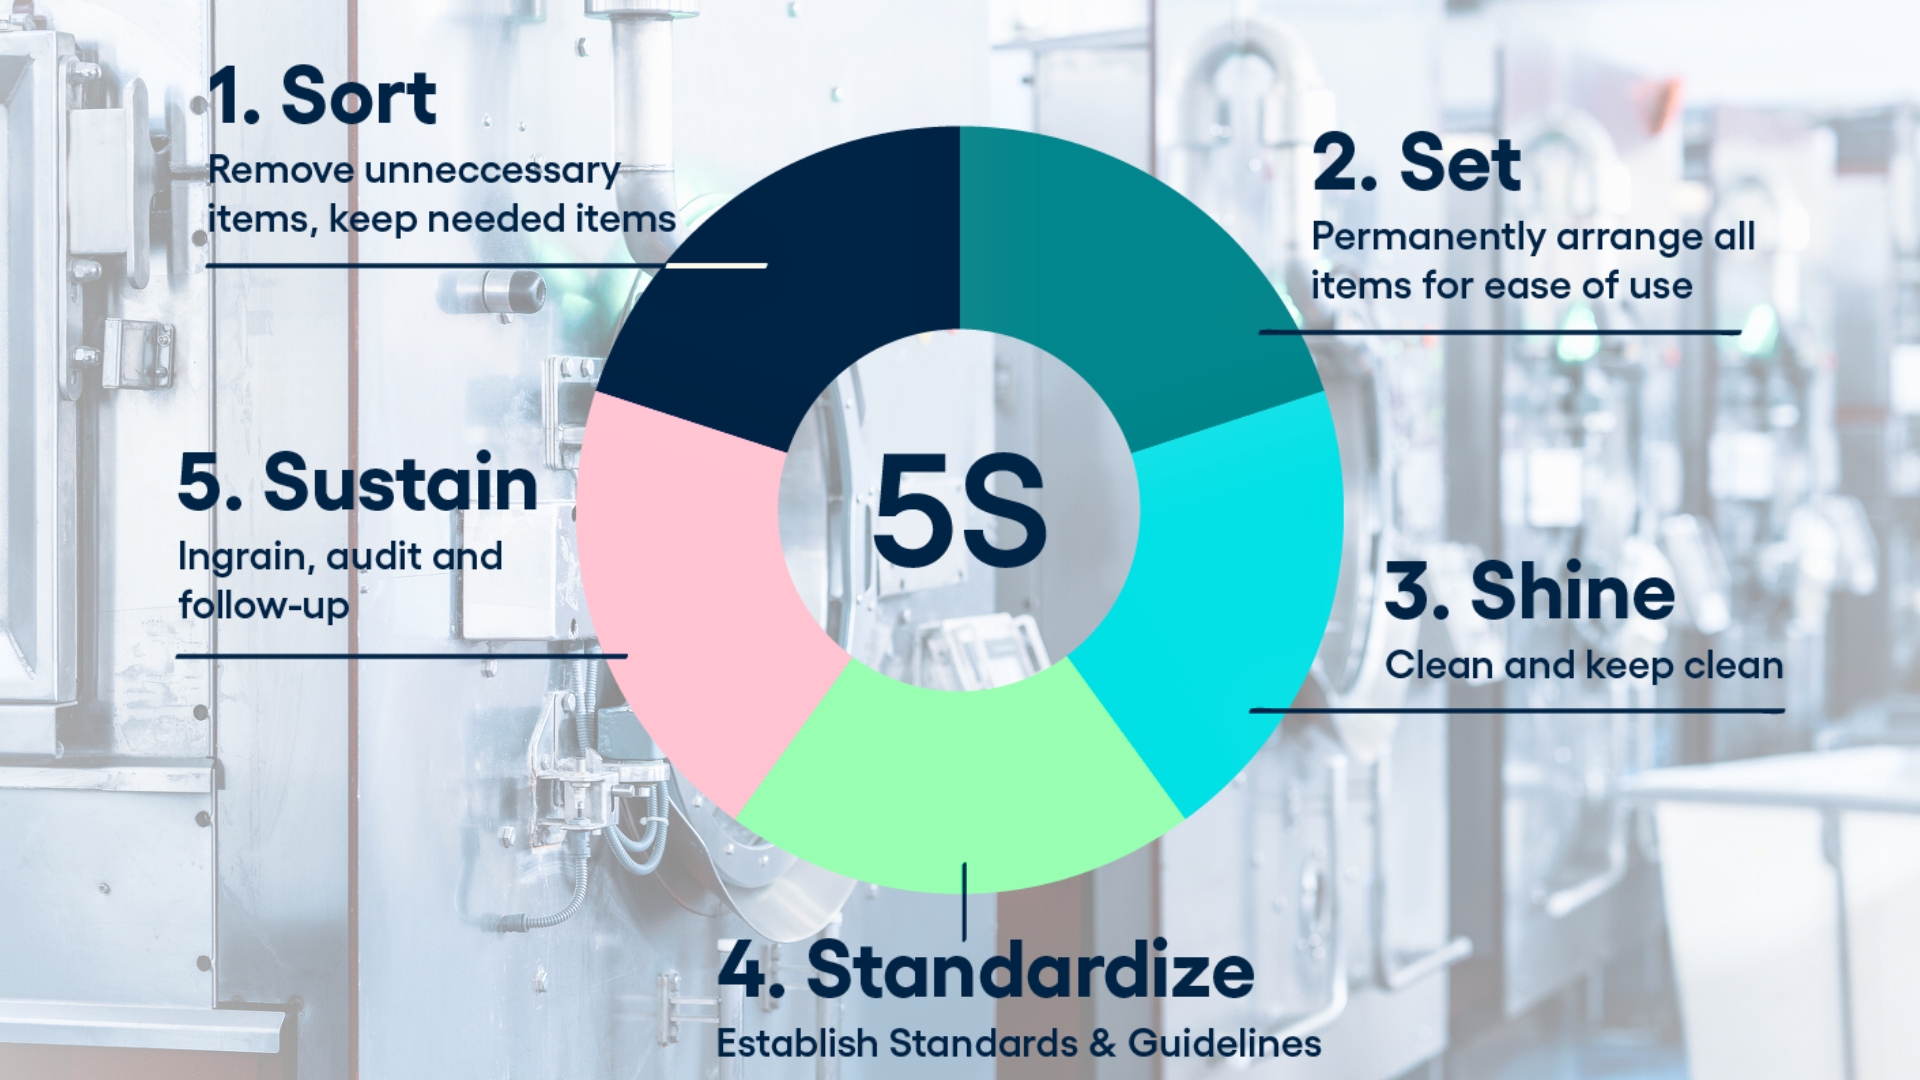 1. Sort
Remove unneccessary
items, keep needed items
2. Set
Permanently arrange all
items for ease of use
5S
3. Shine
Clean and keep clean
4. Standardize
Establish Standards & Guidelines
5. Sustain
Ingrain, audit and
follow-up